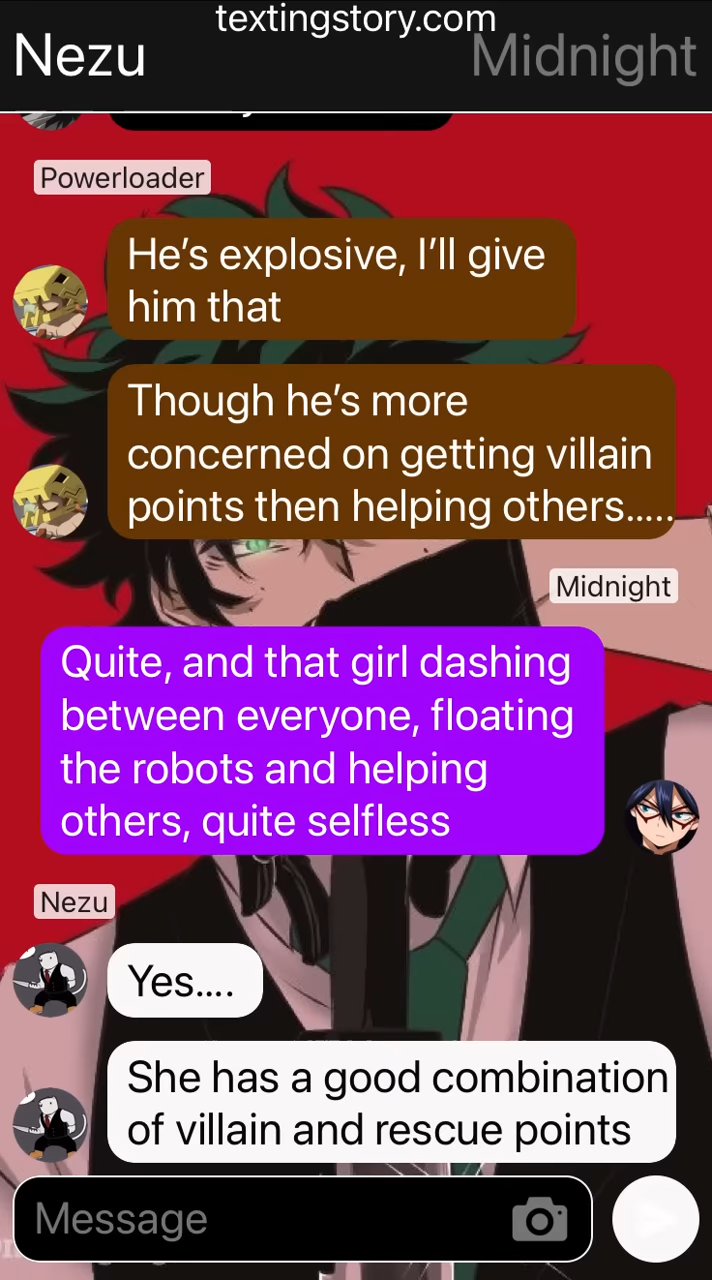 textingstory.com
Nezu
Midnight
Powerloader
He’s explosive, I’ll give
him that
Though he’s more
concerned on getting villain
points then helping others.....
Midnight
Quite, and that girl dashing
between everyone, floating
the robots and helping
others, quite selfless
Nezu
Yes....
She has a good combination
of villain and rescue points
Message